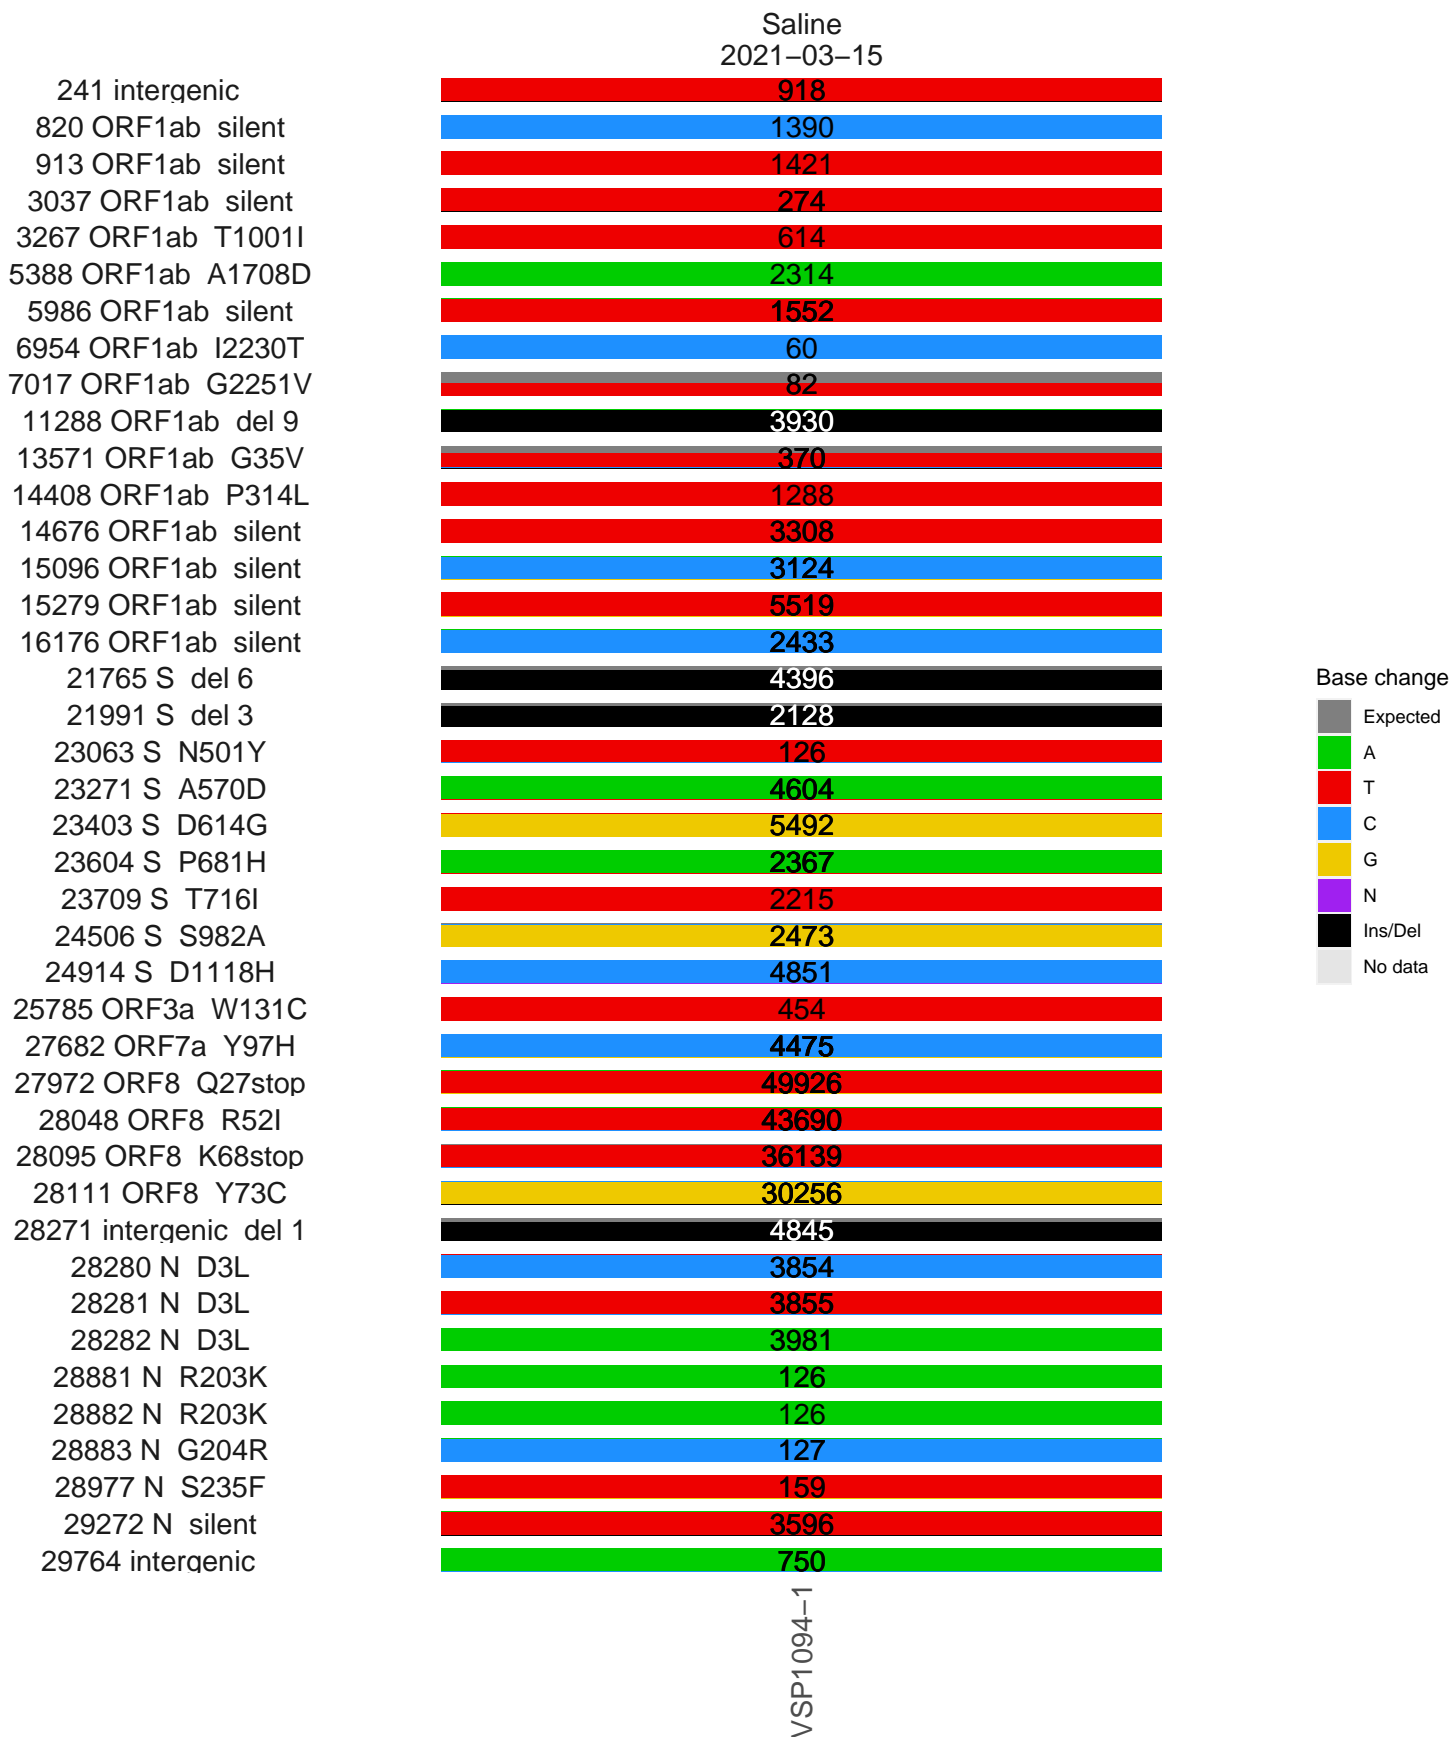 Saline
2021−03−15
241 intergenic 918
820 ORF1ab silent 1390
913 ORF1ab silent 1421
3037 ORF1ab silent 274
3267 ORF1ab T1001I 614
5388 ORF1ab A1708D 2314
5986 ORF1ab silent 1552
6954 ORF1ab I2230T 60
7017 ORF1ab G2251V 82
11288 ORF1ab del 9 3930
13571 ORF1ab G35V 370
14408 ORF1ab P314L 1288
14676 ORF1ab silent 3308
15096 ORF1ab silent 3124
15279 ORF1ab silent 5519
16176 ORF1ab silent 2433
21765 S del 6 4396
21991 S del 3 2128
23063 S N501Y 126
23271 S A570D 4604
23403 S D614G 5492
23604 S P681H 2367
23709 S T716I 2215
24506 S S982A 2473
24914 S D1118H 4851
25785 ORF3a W131C 454
27682 ORF7a Y97H 4475
27972 ORF8 Q27stop 49926
28048 ORF8 R52I 43690
28095 ORF8 K68stop 36139
28111 ORF8 Y73C 30256
28271 intergenic del 1 4845
28280 N D3L 3854
28281 N D3L 3855
28282 N D3L 3981
28881 N R203K 126
28882 N R203K 126
28883 N G204R 127
28977 N S235F 159
29272 N silent 3596
29764 intergenic 750
VSP1094−1
Base change
Expected
A
T
C
G
N
Ins/Del
No data